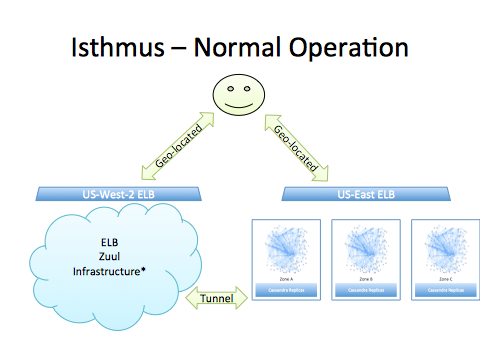 Isthmus – Normal Operation
Geo-located
Geo-located
US-West-2 ELB
US-East ELB
ELB
Zuul
Infrastructure*
Tunnel
Zone A
Zone B
Zone C
Cassandra Replicas
Cassandra Replicas
Cassandra Replicas